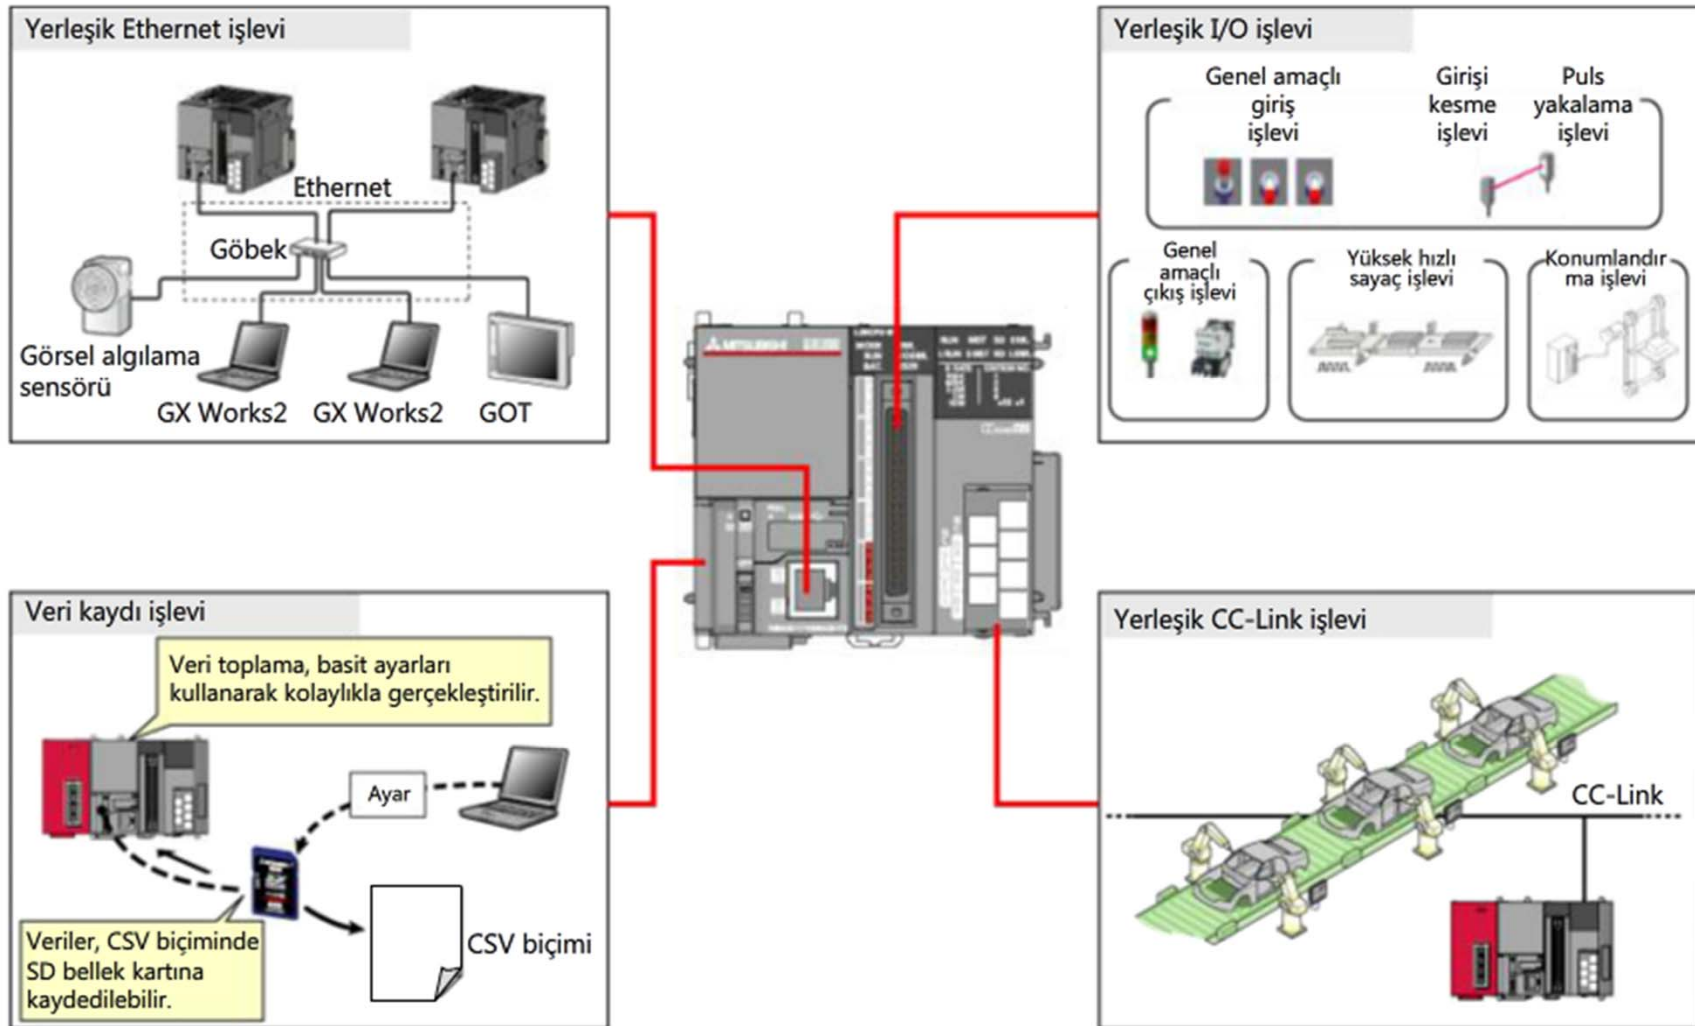 Yerleşik Ethernet işlevi
Ethernet
Göbek
Görsel algılama
sensörü
GX Works2
GX Works2
GOT
Yerleşik I/O işlevi
Genel amaçlı
giriş
işlevi
Girişi
kesme
işlevi
Puls
yakalama
işlevi
Genel
amaçlı
çıkış işlevi
Yüksek hızlı
sayaç işlevi
Konumlandır
ma işlevi
MITSUBISHI
Veri kaydı işlevi
Veri toplama, basit ayarları
kullanarak kolaylıkla gerçekleştirilir.
Ayar
CSV biçimi
Veriler, CSV biçiminde
SD bellek kartına
kaydedilebilir.
Yerleşik CC-Link işlevi
CC-Link